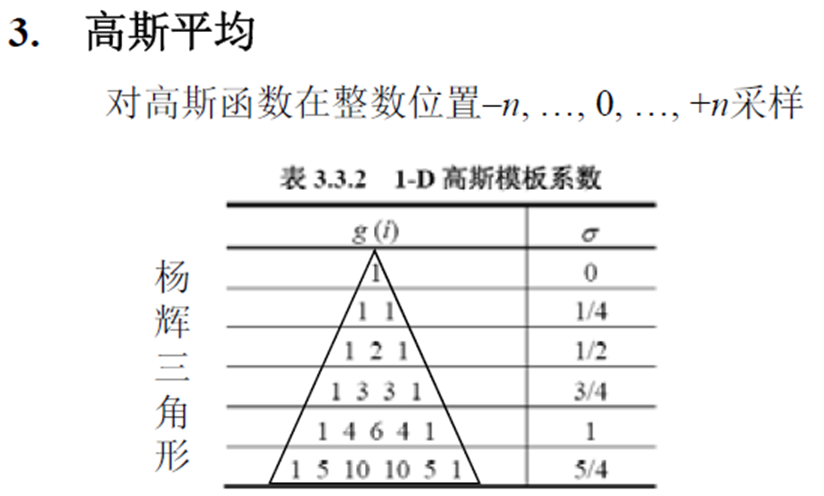 3. 高斯平均
对高斯函数在整数位置–n, …, 0, …, +n采样
表 3.3.2 1-D 高斯模板系数
g (i) σ
1 0
1 1 1/4
1 2 1 1/2
1 3 3 1 3/4
1 4 6 4 1 1
1 5 10 10 5 1 5/4
杨辉三角形